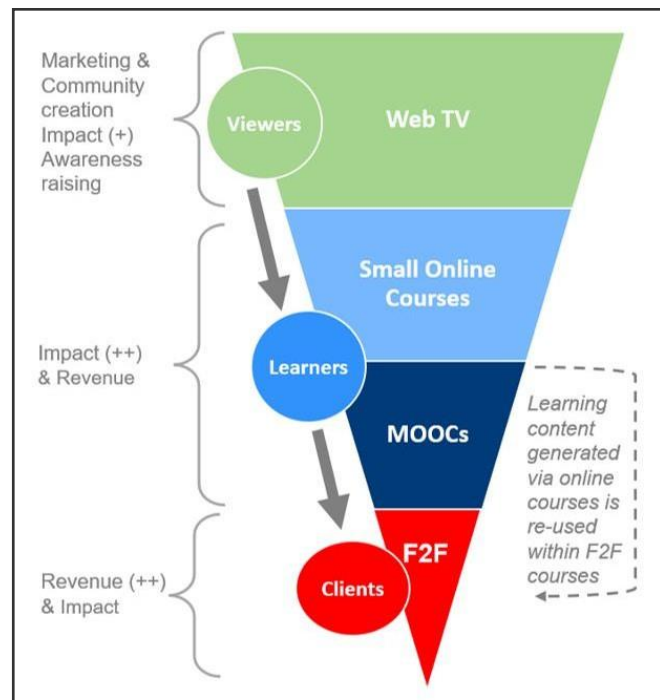 Marketing &
Community
creation
Impact (+)
Awareness
raising
Viewers
Web TV
Small Online
Courses
Impact (++)
& Revenue
Learners
MOOCs
Learning
content
generated
via online
courses is
re-used
within F2F
courses
F2F
Revenue (++)
& Impact
Clients